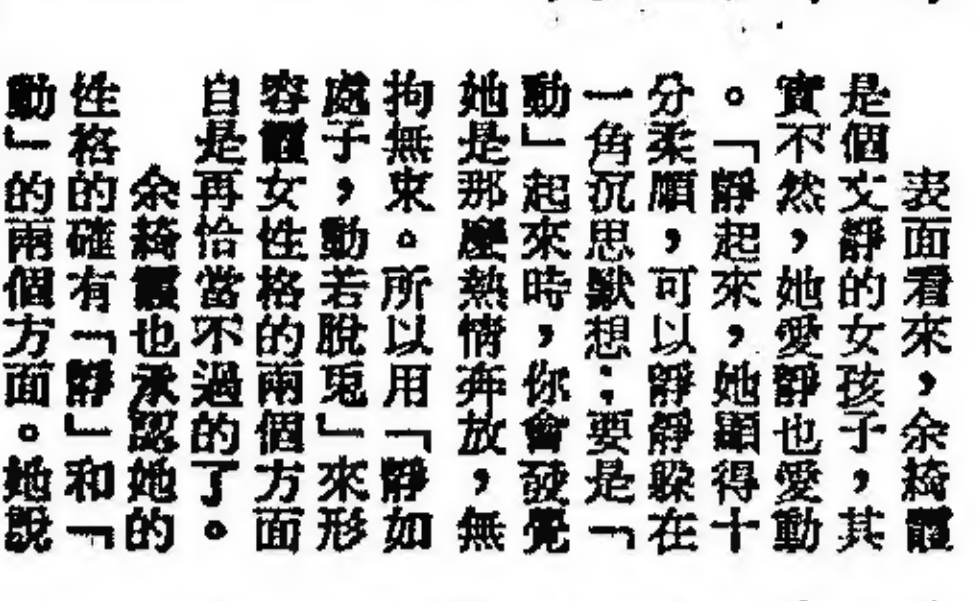 表面看來，余綺霞
是個文靜的女孩子，其
實不然，她愛靜也愛動
。「靜起來，她顯得十
分柔順，可以靜靜躲在
一角沉思獃想；要是「
動」起來時，你會發覺
她是那麼熱情奔放，無
拘無束。所以用「靜如
處子，動若脫兎」來形
容霞女性格的兩個方面
自是再恰當不過的了。
余綺霞也承認她的
性格的確有「靜」和「
動」的兩個方面。她說